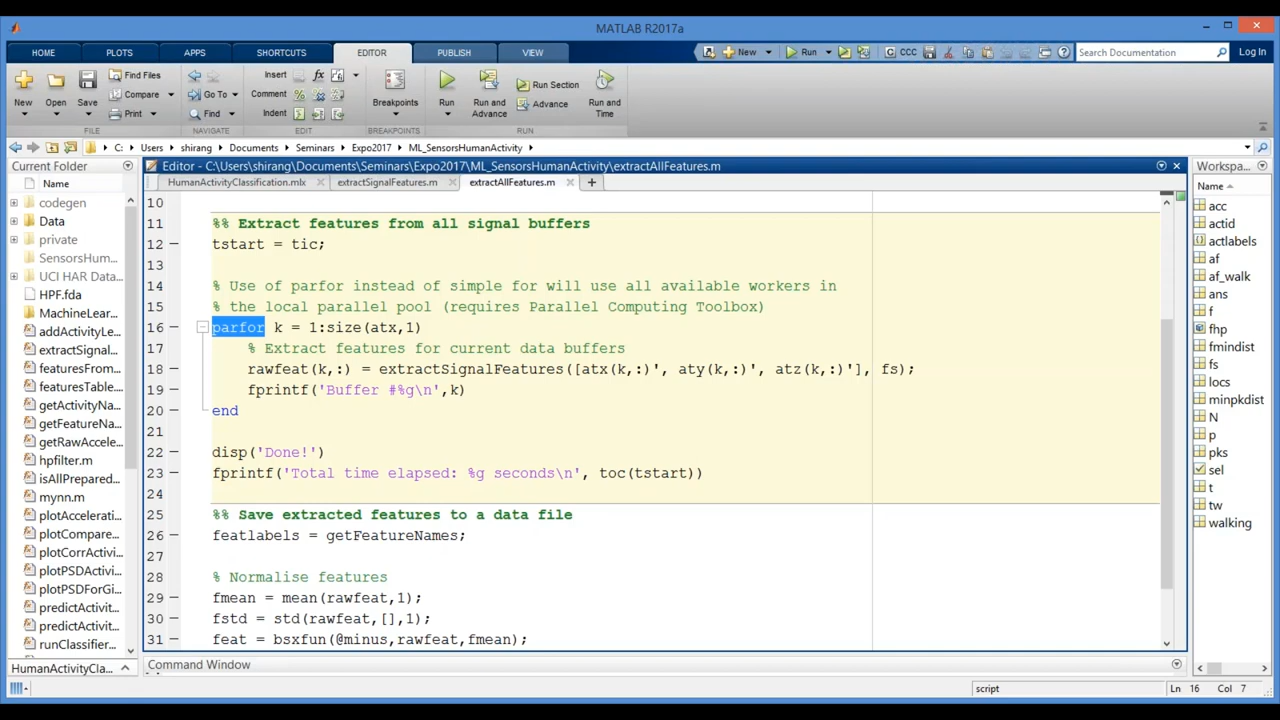 MATLAB R2017a
HOME PLOTS APPS SHORTCUTS EDITOR PUBLISH VIEW
New Run CCC Search Documentation Log In
New Open Save Find Files Compare Print
Go To Find
Insert fx
Comment
Indent
Breakpoints Run Run and Advance Run Section Advance Run and Time
FILE NAVIGATE EDIT BREAKPOINTS RUN
C: Users shirang Documents Seminars Expo2017 ML_SensorsHumanActivity
Current Folder
Name
codegen
Data
private
SensorsHum...
UCI HAR Data...
HPF.fda
MachineLear...
addActivityLe...
extractSignal...
featuresFrom...
featuresTable...
getActivityNa...
getFeatureNa...
getRawAccele...
hpfilter.m
isAllPrepared...
mynn.m
plotAccelerati...
plotCompare...
plotCorrActivi...
plotPSDActivi...
plotPSDForGi...
predictActivit...
predictActivit...
runClassifier...
HumanActivityCla...
Editor - C:\Users\shirang\Documents\Seminars\Expo2017\ML_SensorsHumanActivity\extractAllFeatures.m
HumanActivityClassification.mlx extractSignalFeatures.m extractAllFeatures.m
10
11 %% Extract features from all signal buffers
12 tstart = tic;
13
14 % Use of parfor instead of simple for will use all available workers in
15 % the local parallel pool (requires Parallel Computing Toolbox)
16 parfor k = 1:size(atx,1)
17 % Extract features for current data buffers
18 rawfeat(k,:) = extractSignalFeatures([atx(k,:)', aty(k,:)', atz(k,:)'], fs);
19 fprintf('Buffer #%g\n',k)
20 end
21
22 disp('Done!')
23 fprintf('Total time elapsed: %g seconds\n', toc(tstart))
24
25 %% Save extracted features to a data file
26 featlabels = getFeatureNames;
27
28 % Normalise features
29 fmean = mean(rawfeat,1);
30 fstd = std(rawfeat,[],1);
31 feat = bsxfun(@minus,rawfeat,fmean);
Command Window
Workspa...
Name
acc
actid
actlabels
af
af_walk
ans
f
fhp
fmindist
fs
locs
minpkdist
N
p
pks
sel
t
tw
walking
script Ln 16 Col 7